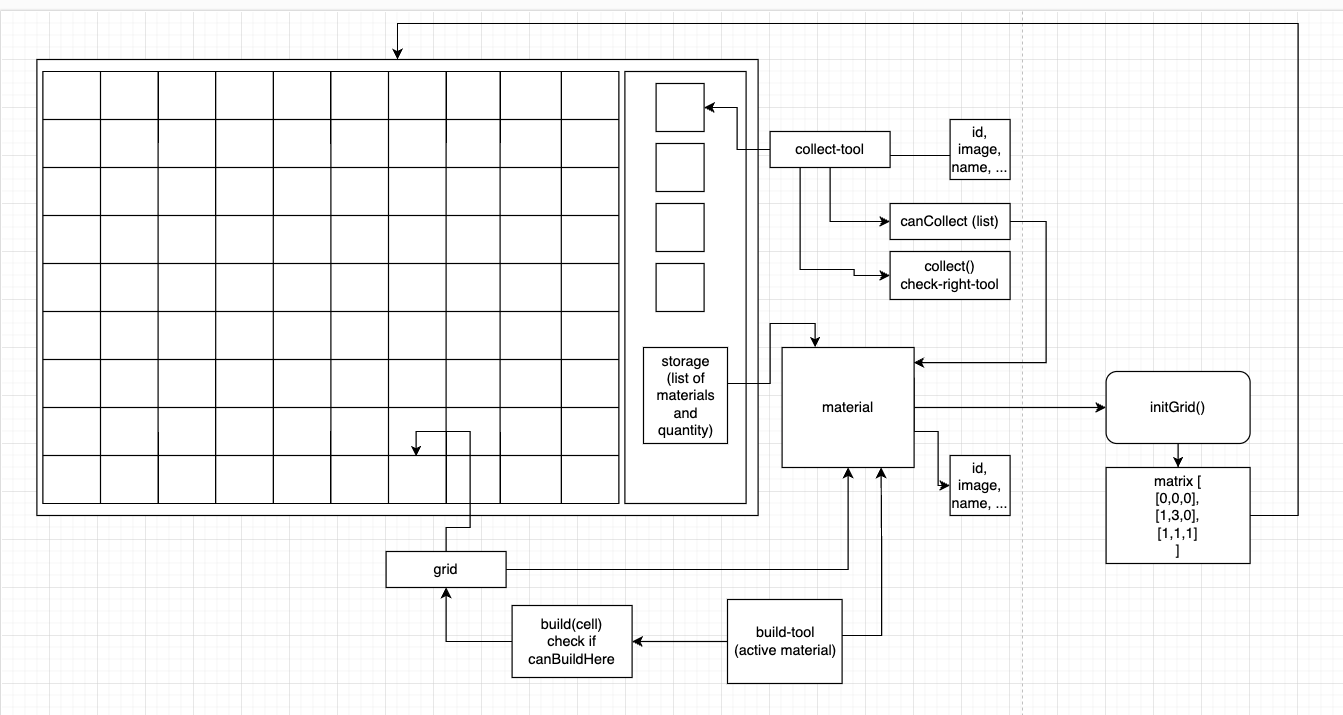 collect-tool
id,
image,
name, ...
canCollect (list)
collect()
check-right-tool
storage
(list of
materials
and
quantity)
material
initGrid()
id,
image,
name, ...
matrix [
[0,0,0],
[1,3,0],
[1,1,1]
]
grid
build(cell)
check if
canBuildHere
build-tool
(active material)